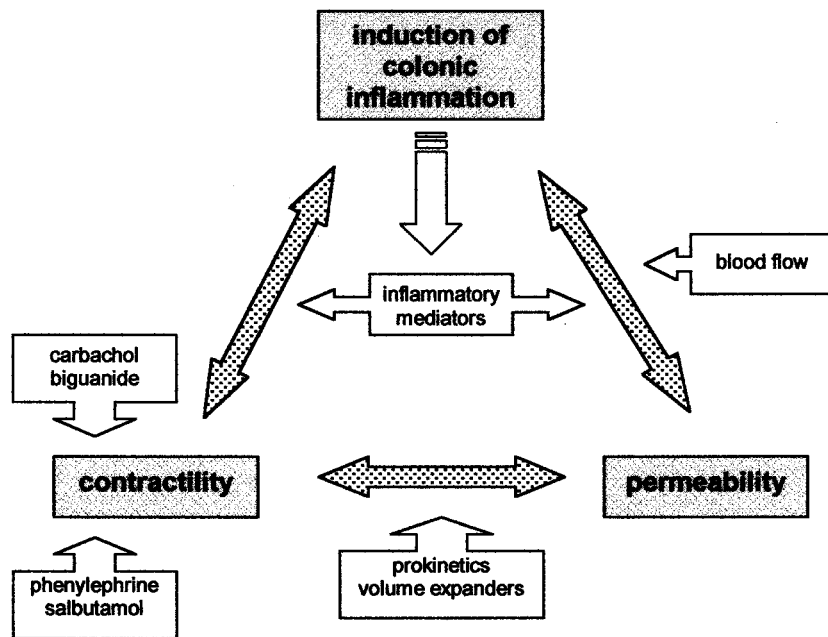 induction of
colonic
inflammation
blood flow
inflammatory
mediators
carbachol
biguanide
contractility
permeability
phenylephrine
salbutamol
prokinetics
volume expanders